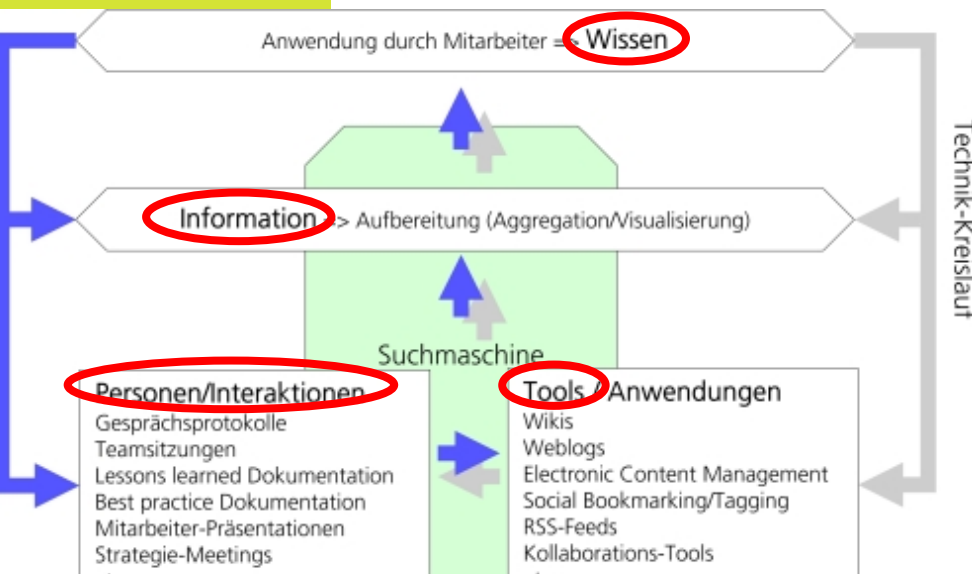 Anwendung durch Mitarbeiter => Wissen
Information => Aufbereitung (Aggregation/Visualisierung)
Technik-Kreislauf
Suchmaschine
Personen/Interaktionen
Gesprächsprotokolle
Teamsitzungen
Lessons learned Dokumentation
Best practice Dokumentation
Mitarbeiter-Präsentationen
Strategie-Meetings
Tools / Anwendungen
Wikis
Weblogs
Electronic Content Management
Social Bookmarking/Tagging
RSS-Feeds
Kollaborations-Tools